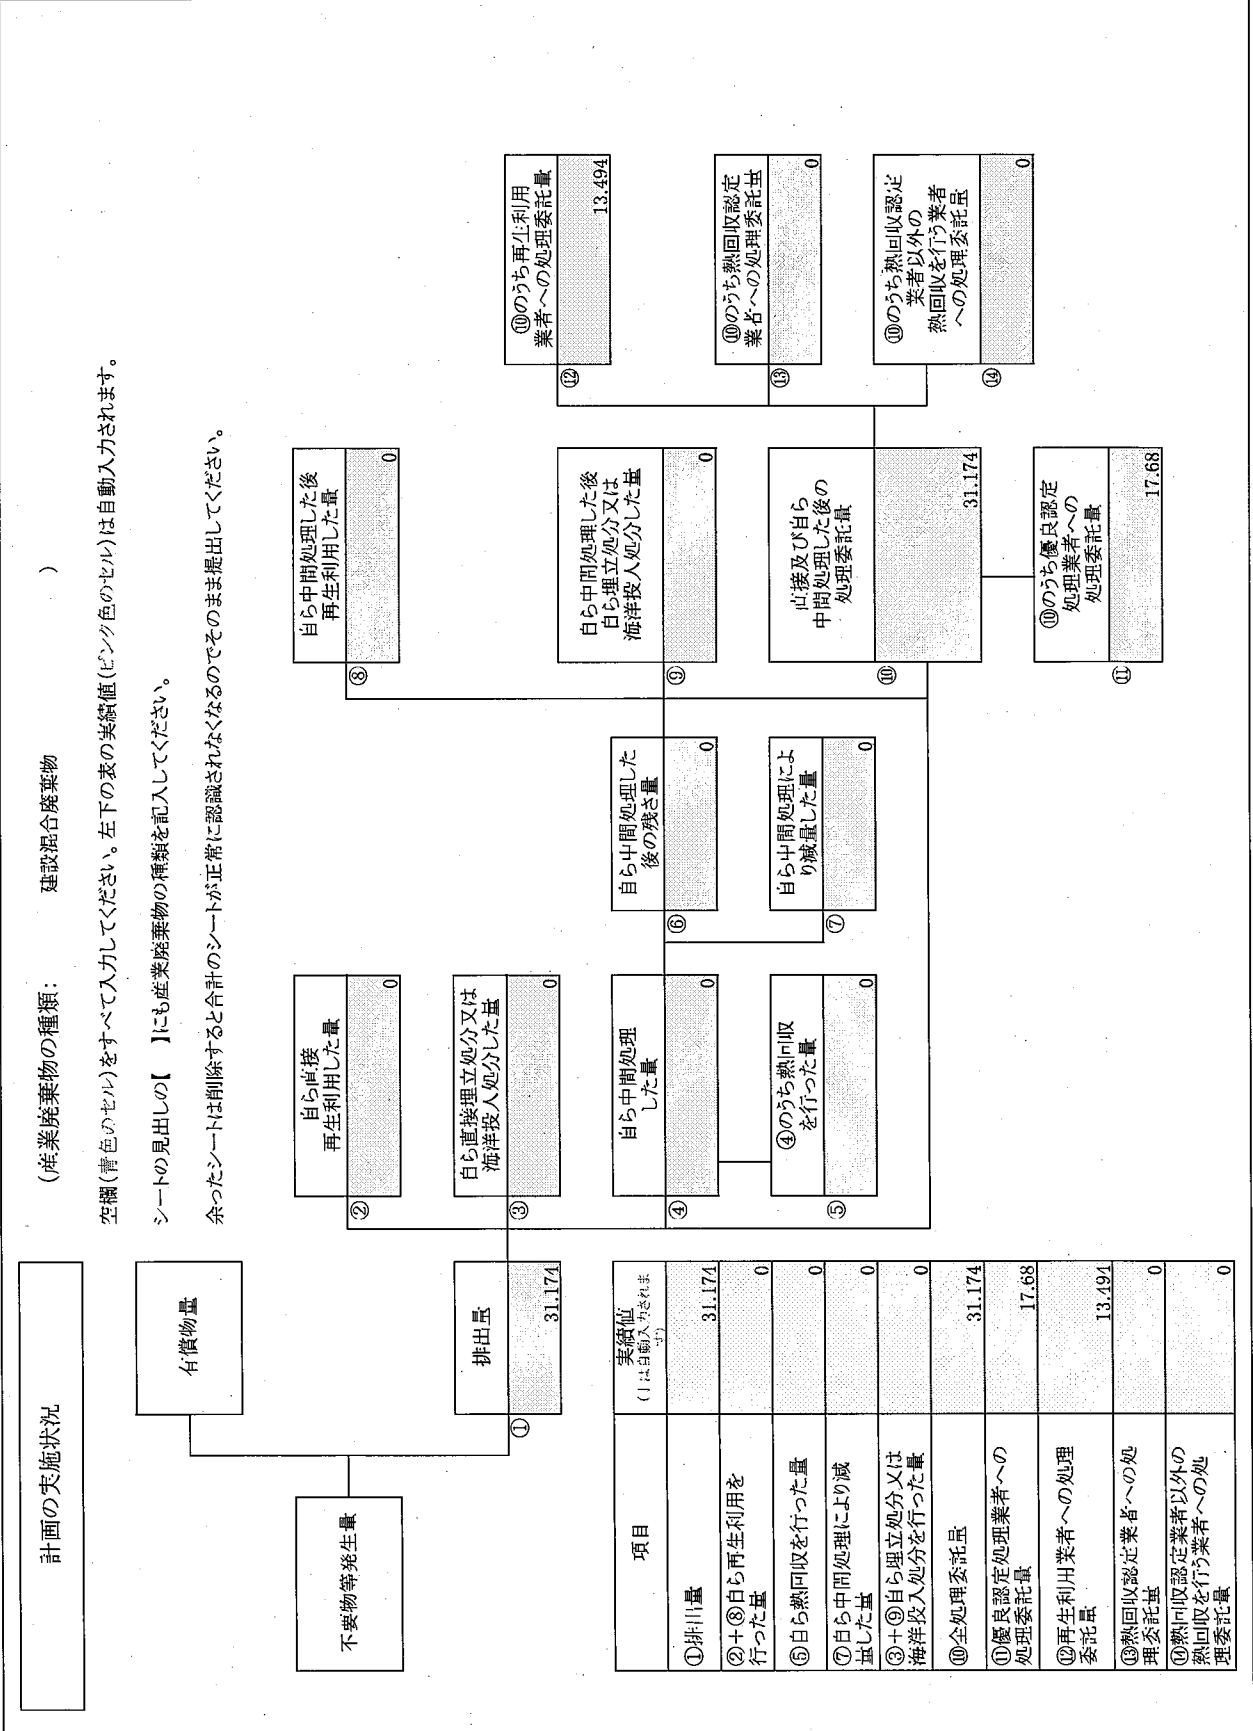 計画の実施状況
(産業廃棄物の種類： 建設混合廃棄物 )
空欄(青色のセル)をすべて入力してください。左下の表の実績値(ピンク色のセル)は自動入力されます。
シートの見出しの【 】にも産業廃棄物の種類を記入してください。
余ったシートは削除すると合計のシートが正常に認識されなくなるのでそのまま提出してください。
不要物等発生量
有償物量
①
排出量
31.174
②
自ら直接
再生利用した量
0
③
自ら直接埋立処分又は
海洋投入処分した量
0
④
自ら中間処理
した量
0
⑤
④のうち熱回収
を行った量
0
⑥
自ら中間処理した
後の残さ量
0
⑦
自ら中間処理によ
り減量した量
0
⑧
自ら中間処理した後
再生利用した量
0
⑨
自ら中間処理した後
自ら埋立処分又は
海洋投入処分した量
0
⑩
直接及び自ら
中間処理した後の
処理委託量
31.174
⑪
⑩のうち優良認定
処理業者への
処理委託量
17.68
⑫
⑩のうち再生利用
業者への処理委託量
13.494
⑬
⑩のうち熱回収認定
業者への処理委託量
0
⑭
⑩のうち熱回収認定
業者以外の
熱回収を行う業者
への処理委託量
0
項目 実績値
は自動入力されま
す)
①排出量 31.174
②＋⑧自ら再生利用を
行った量 0
⑤自ら熱回収を行った量 0
⑦自ら中間処理により減
量した量 0
③＋⑨自ら埋立処分又は
海洋投入処分を行った量 0
⑩全処理委託量 31.174
⑪優良認定処理業者への
処理委託量 17.68
⑫再生利用業者への処理
委託量 13.494
⑬熱回収認定業者への処
理委託量 0
⑭熱回収認定業者以外の
熱回収を行う業者への処
理委託量 0